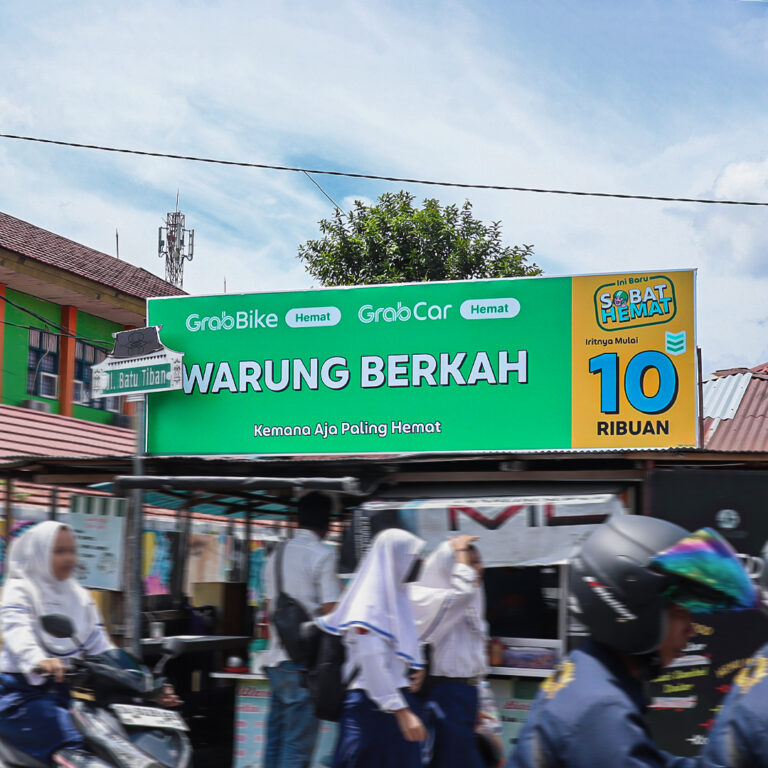 GrabBike Hemat GrabCar Hemat
WARUNG BERKAH
Kemana Aja Paling Hemat
Ini Baru
SOBAT
HEMAT
Iritnya Mulai
10
RIBUAN
Jl. Batu Tiban